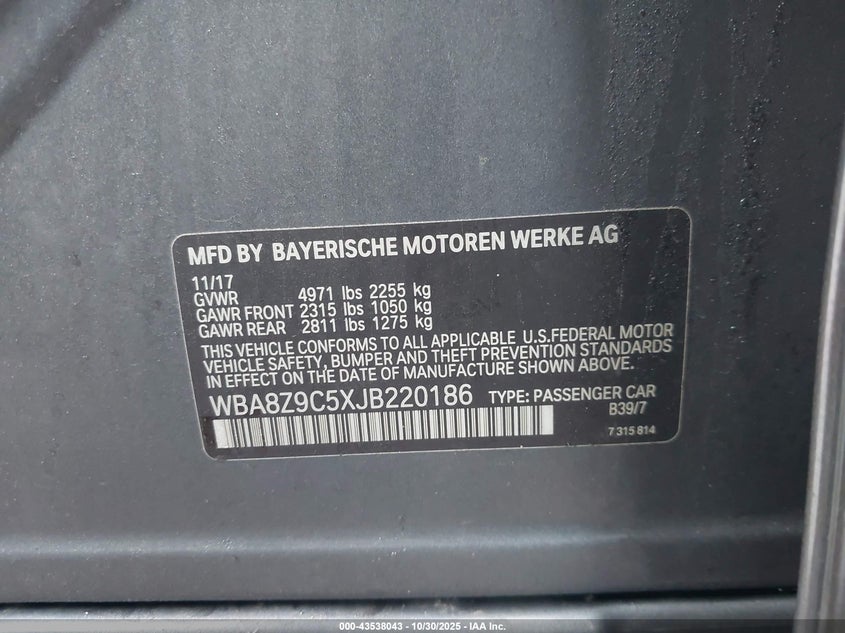 MFD BY BAYERISCHE MOTOREN WERKE AG
11/17
GVWR 4971 lbs 2255 kg
GAWR FRONT 2315 lbs 1050 kg
GAWR REAR 2811 lbs 1275 kg
THIS VEHICLE CONFORMS TO ALL APPLICABLE U.S.FEDERAL MOTOR
VEHICLE SAFETY, BUMPER AND THEFT PREVENTION STANDARDS
IN EFFECT ON THE DATE OF MANUFACTURE SHOWN ABOVE.
WBA8Z9C5XJB220186 TYPE: PASSENGER CAR
B39/7
7 315 814
000-43538043 - 10/30/2025 - IAA Inc.